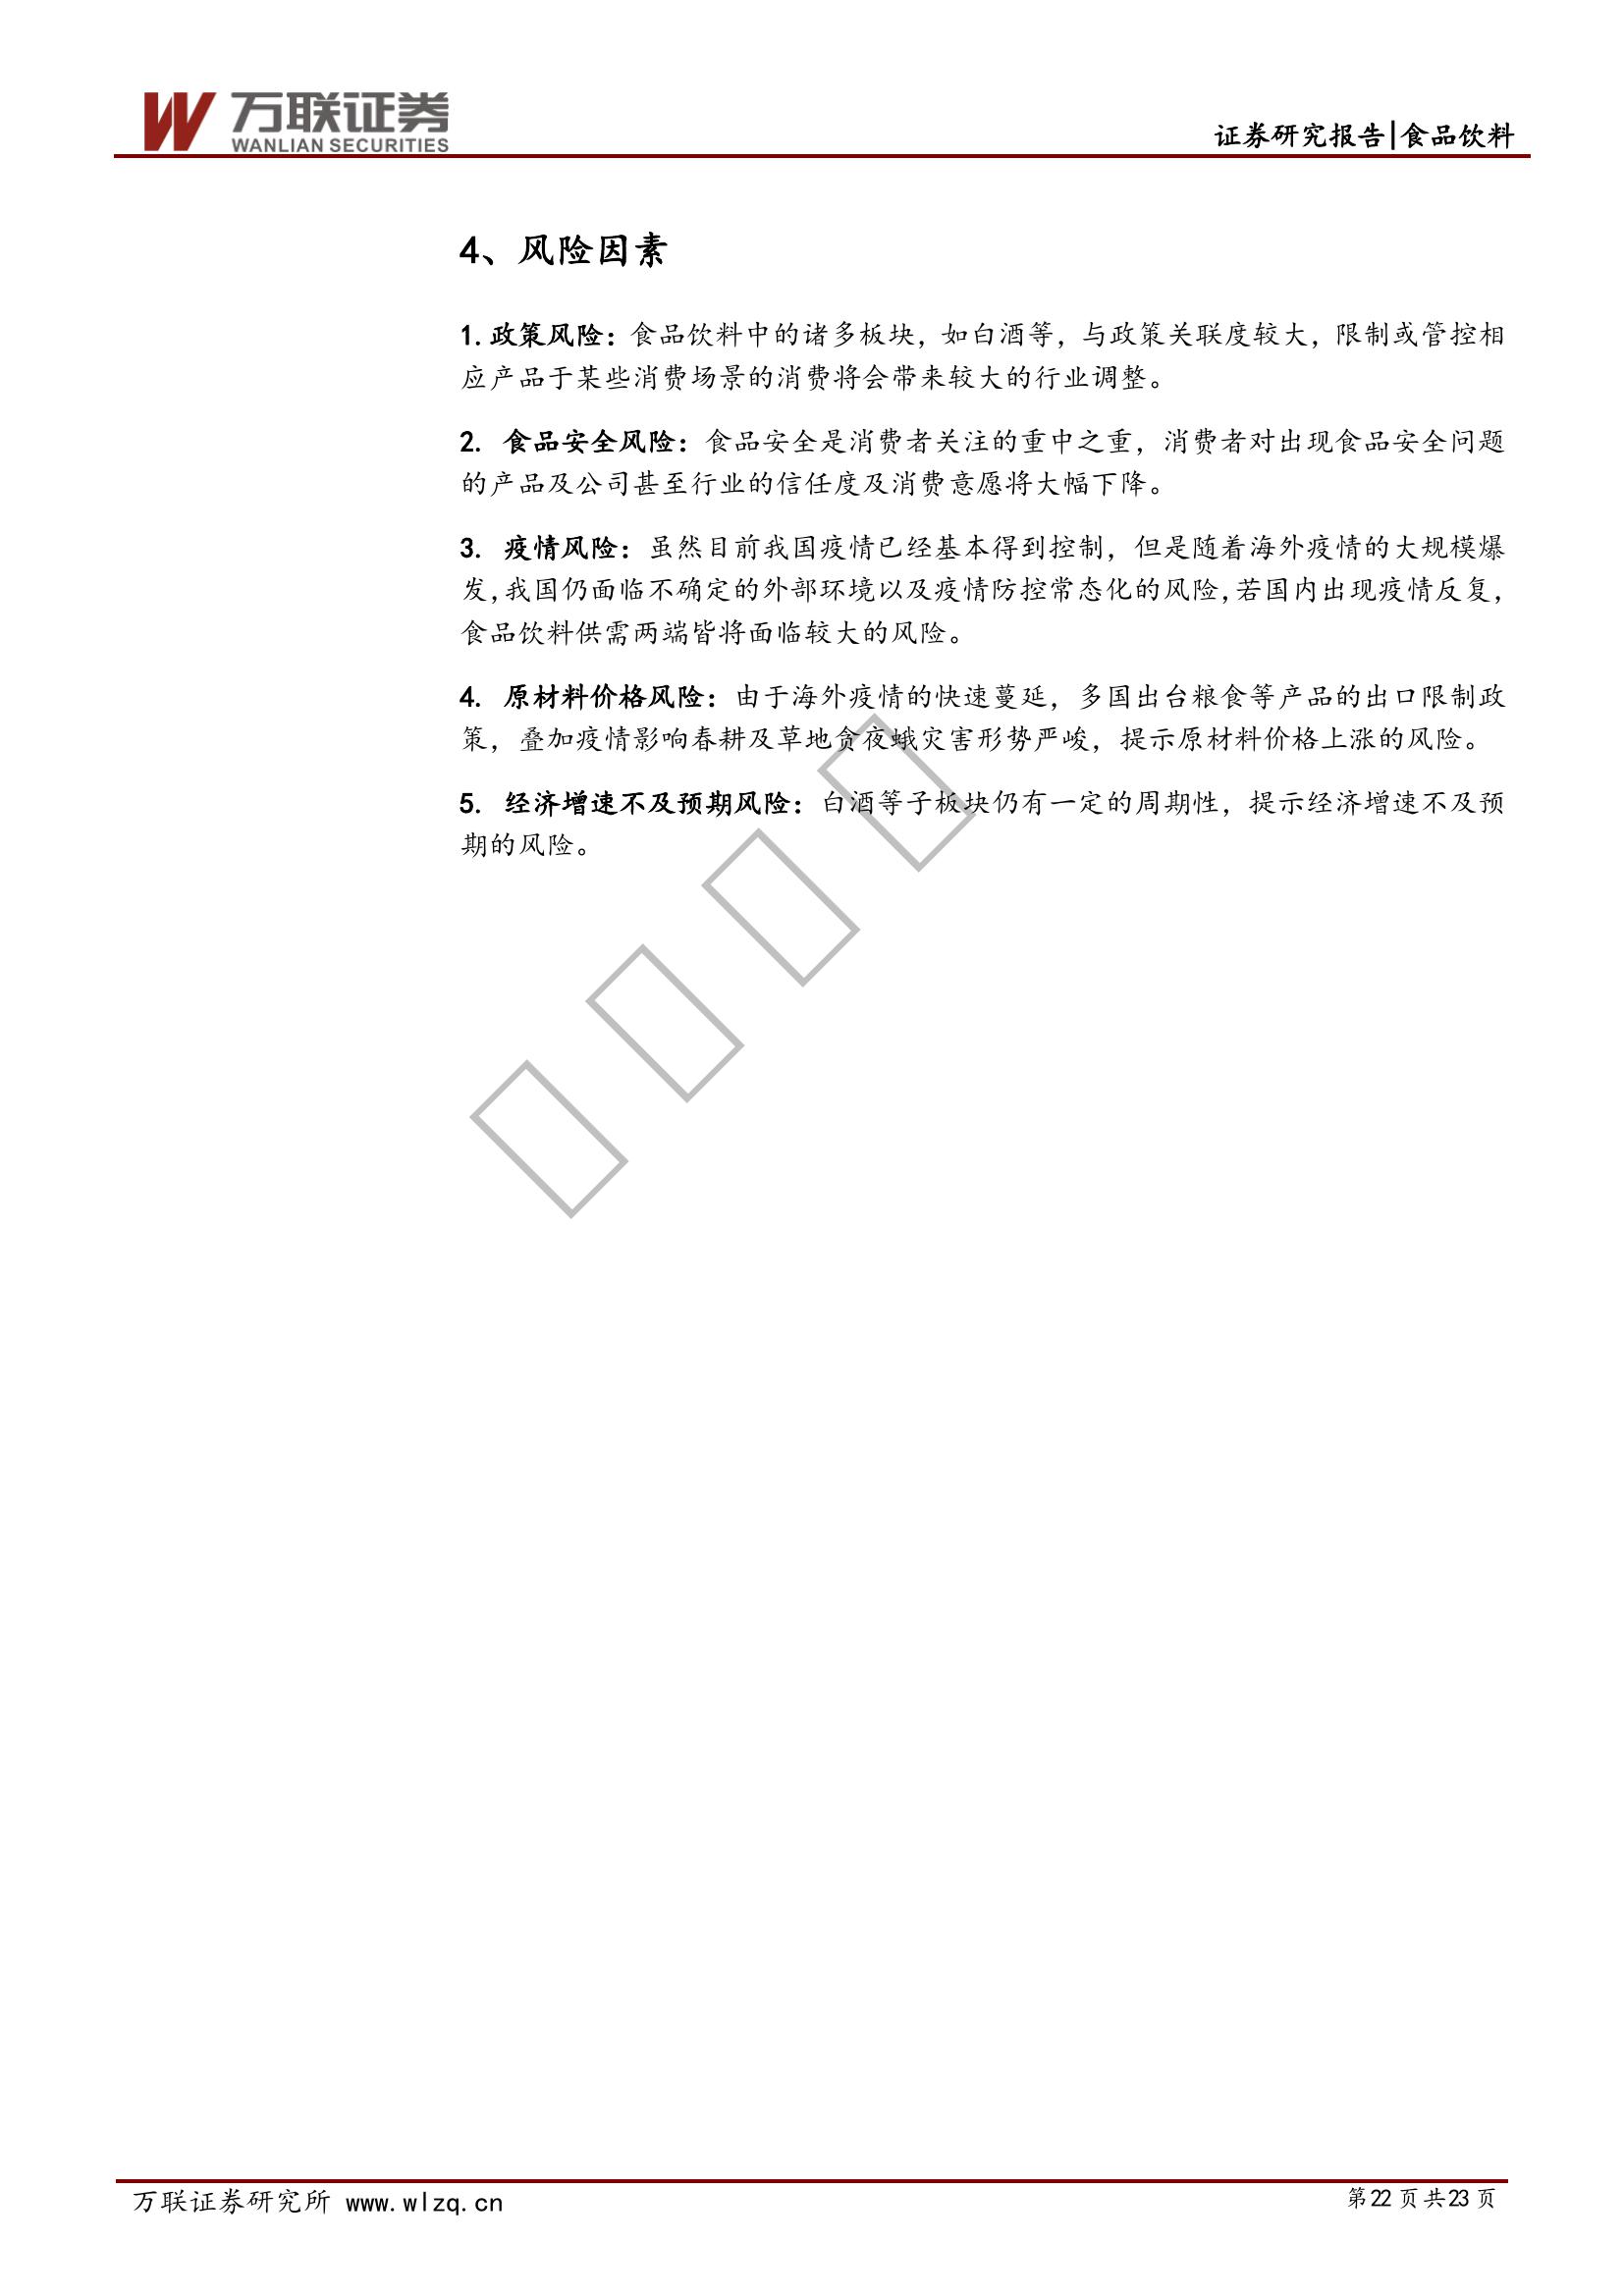 万联证券
WANLIAN SECURITIES
证券研究报告|食品饮料
4、风险因素
1.政策风险：食品饮料中的诸多板块，如白酒等，与政策关联度较大，限制或管控相
应产品于某些消费场景的消费将会带来较大的行业调整。
2. 食品安全风险：食品安全是消费者关注的重中之重，消费者对出现食品安全问题
的产品及公司甚至行业的信任度及消费意愿将大幅下降。
3. 疫情风险：虽然目前我国疫情已经基本得到控制，但是随着海外疫情的大规模爆
发，我国仍面临不确定的外部环境以及疫情防控常态化的风险，若国内出现疫情反复，
食品饮料供需两端皆将面临较大的风险。
4. 原材料价格风险：由于海外疫情的快速蔓延，多国出台粮食等产品的出口限制政
策，叠加疫情影响春耕及草地贪夜蛾灾害形势严峻，提示原材料价格上涨的风险。
5. 经济增速不及预期风险：白酒等子板块仍有一定的周期性，提示经济增速不及预
期的风险。
万联证券研究所 www.wlzq.cn
第22页共23页